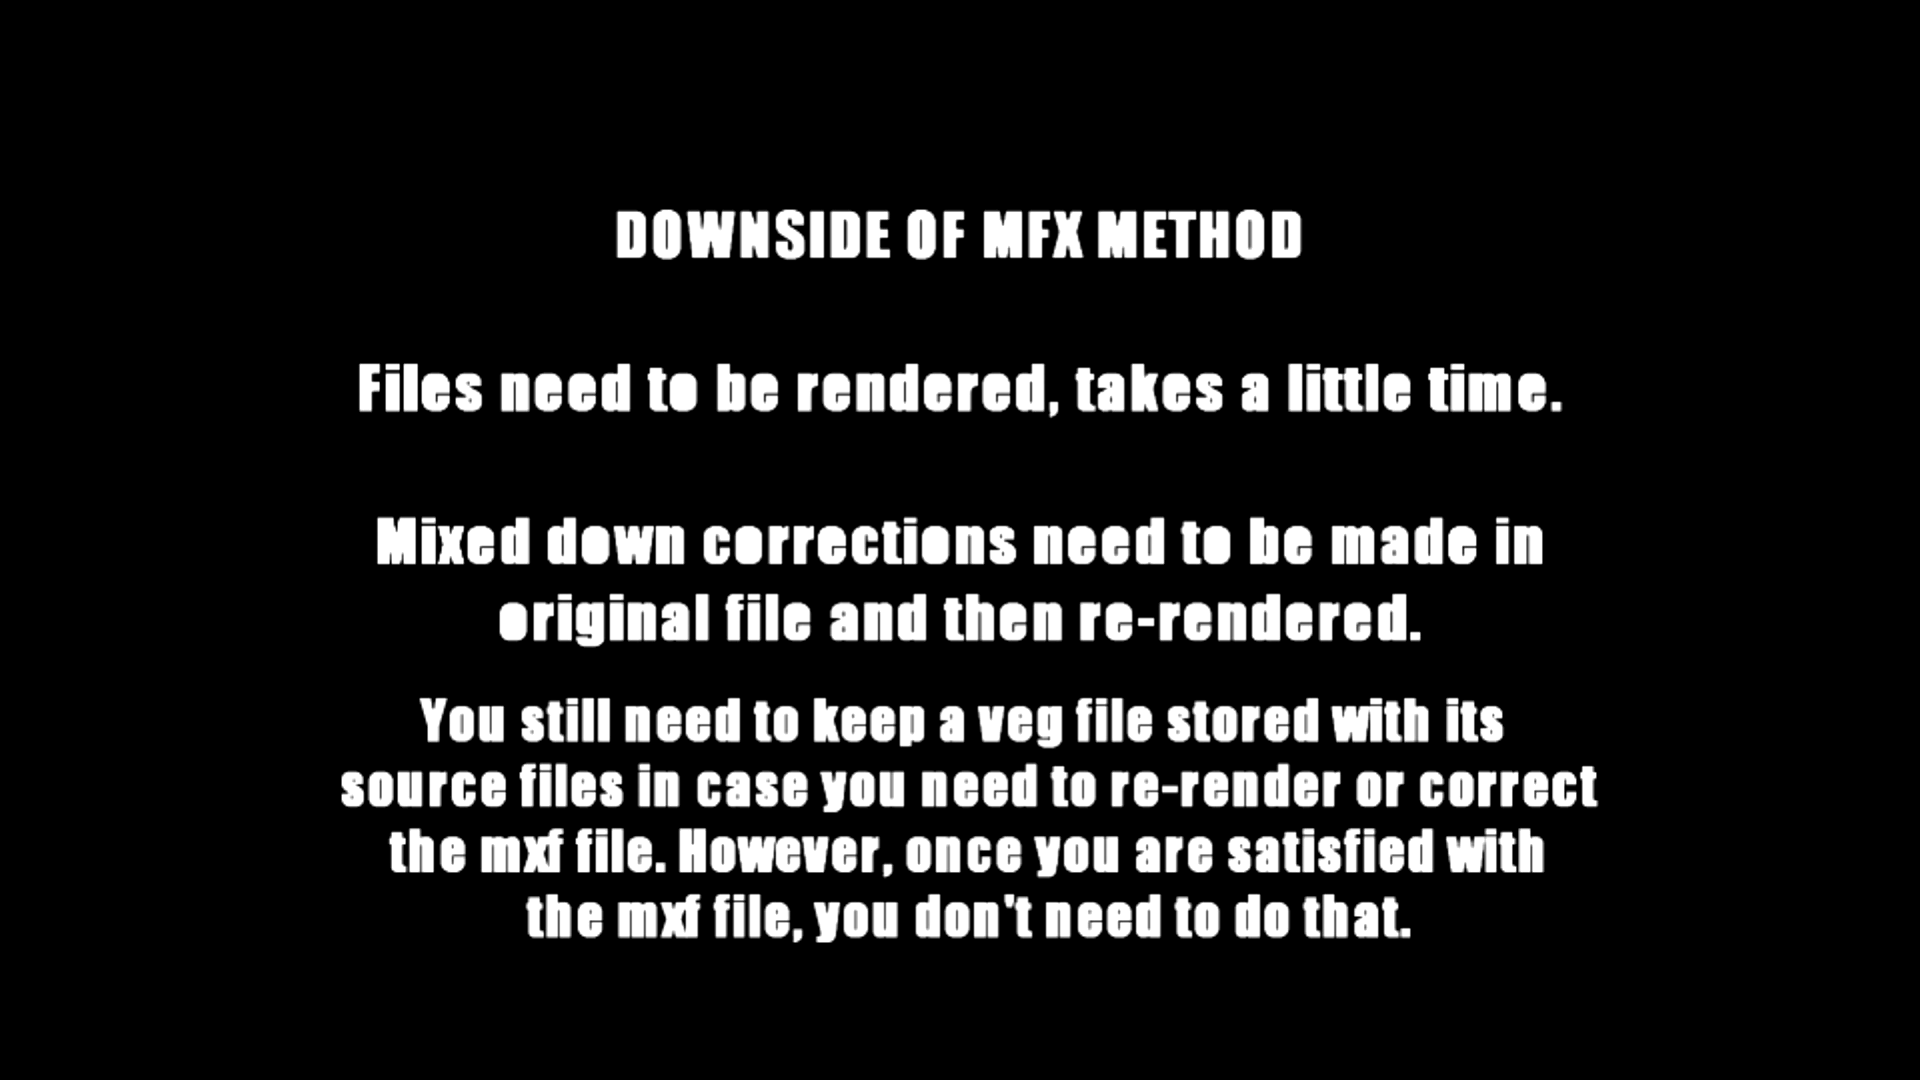 DOWNSIDE OF MFX METHOD
Files need to be rendered, takes a little time.
Mixed down corrections need to be made in
original file and then re-rendered.
You still need to keep a veg file stored with its
source files in case you need to re-render or correct
the mxf file. However, once you are satisfied with
the mxf file, you don't need to do that.